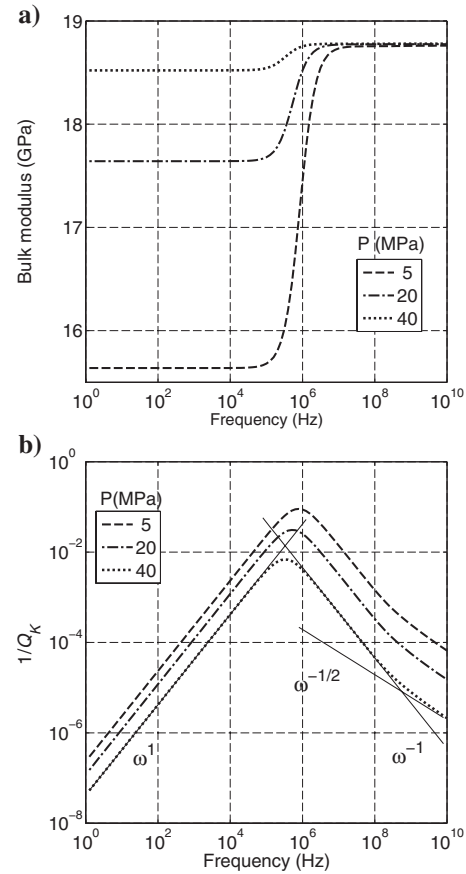 a)
19
18
17
16
Bulk modulus (GPa)
P (MPa)
5
20
40
10^0 10^2 10^4 10^6 10^8 10^10
Frequency (Hz)
b)
10^0
10^-2
10^-4
10^-6
10^-8
1/Q_K
P(MPa)
5
20
40
ω^-1/2
ω^1
ω^-1
10^0 10^2 10^4 10^6 10^8 10^10
Frequency (Hz)